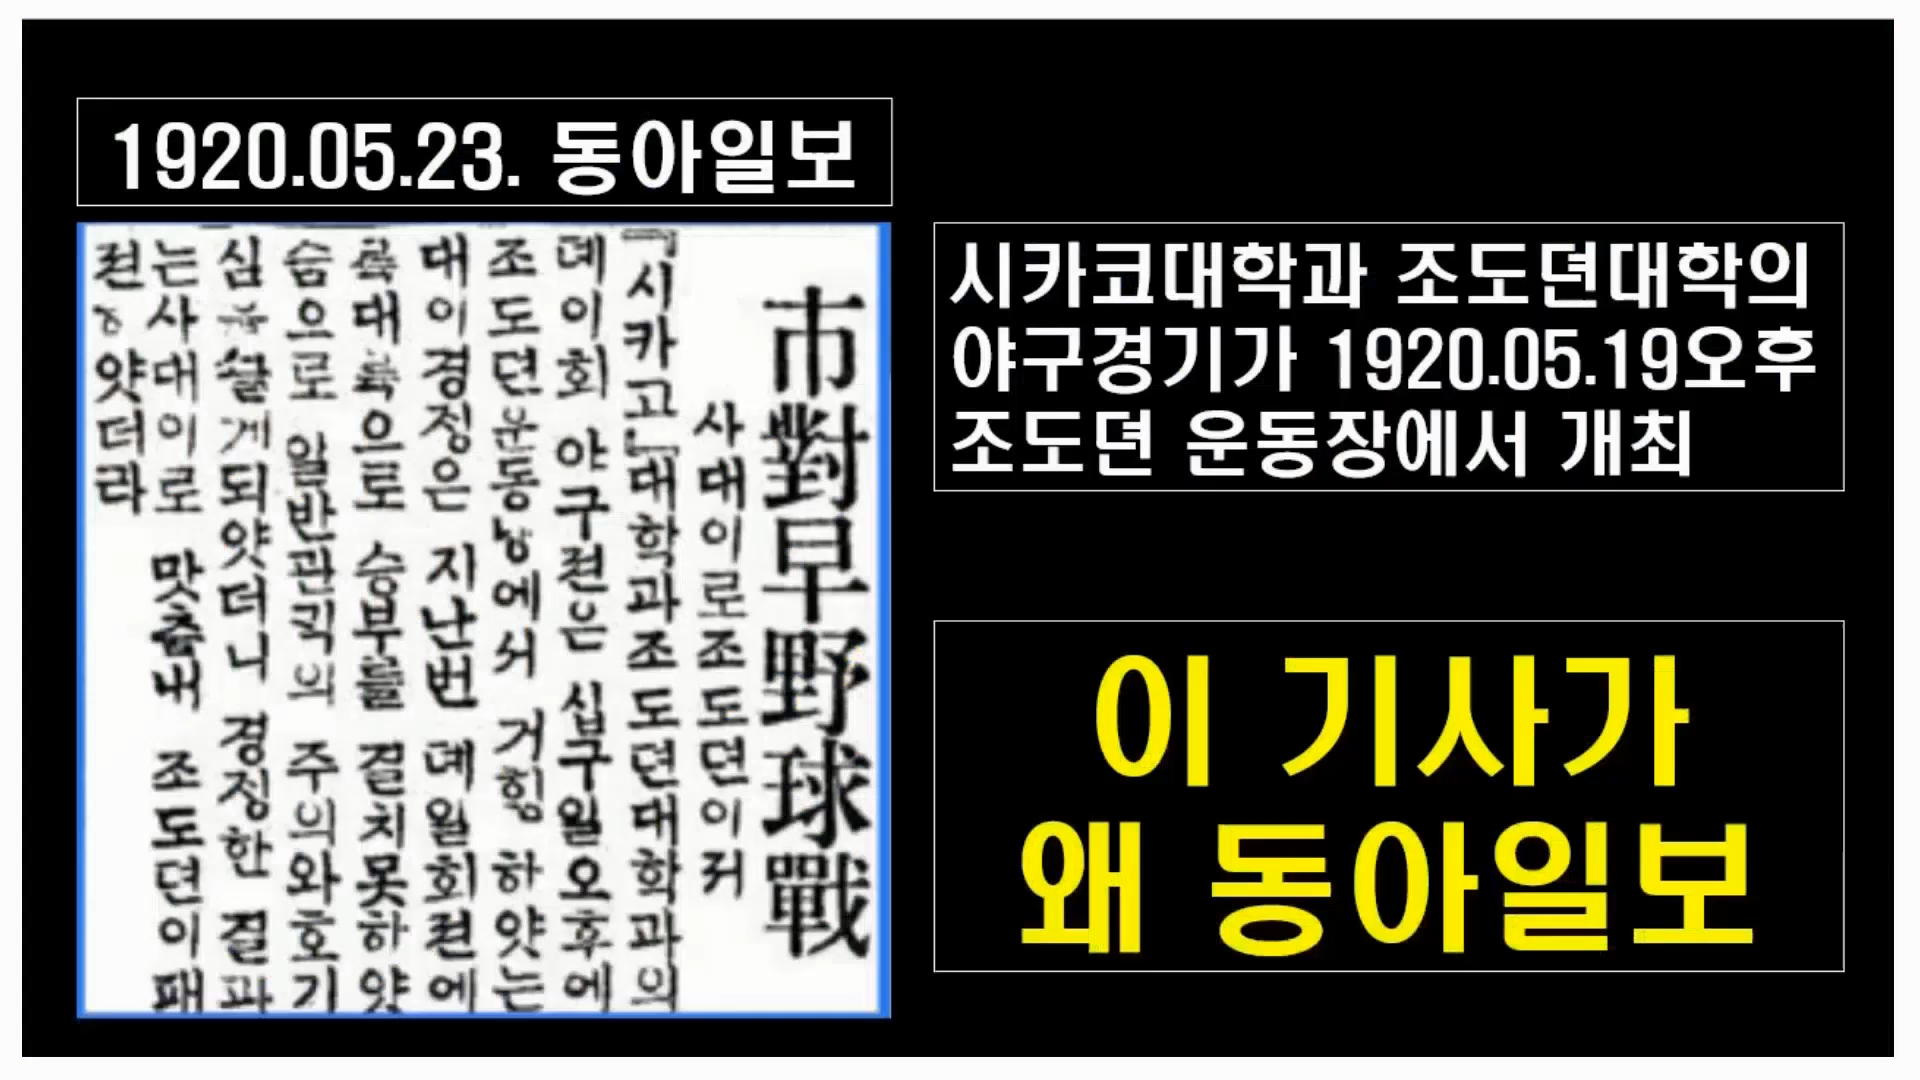 1920.05.23. 동아일보
市對早野球戰
사대이로조도뎐이져
『시카고』대학과조도뎐대학과의
뎨이회 야구젼은 십구일오후에
조도뎐운동댱에서 거힝 하얏는
대이경정은 지난번 뎨일회젼에
륙대륙으로 승부를 결치못하얏
슴으로 일반관긱의 주의와호기
심을끌게되얏더니 경정한 결과
는사대이로 맛츰내 조도뎐이패
젼하얏더라
시카코대학과 조도뎐대학의
야구경기가 1920.05.19오후
조도뎐 운동장에서 개최
이 기사가
왜 동아일보